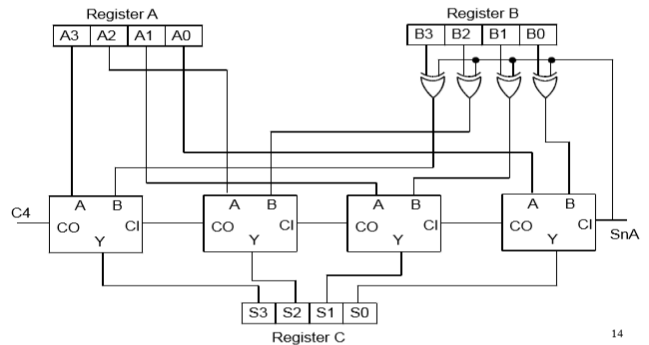 Register A
Register B
A3 A2 A1 A0
B3 B2 B1 B0
A B
A B
A B
A B
C4
CO CI
CO CI
CO CI
CO CI
SnA
Y
Y
Y
Y
S3 S2 S1 S0
Register C
14